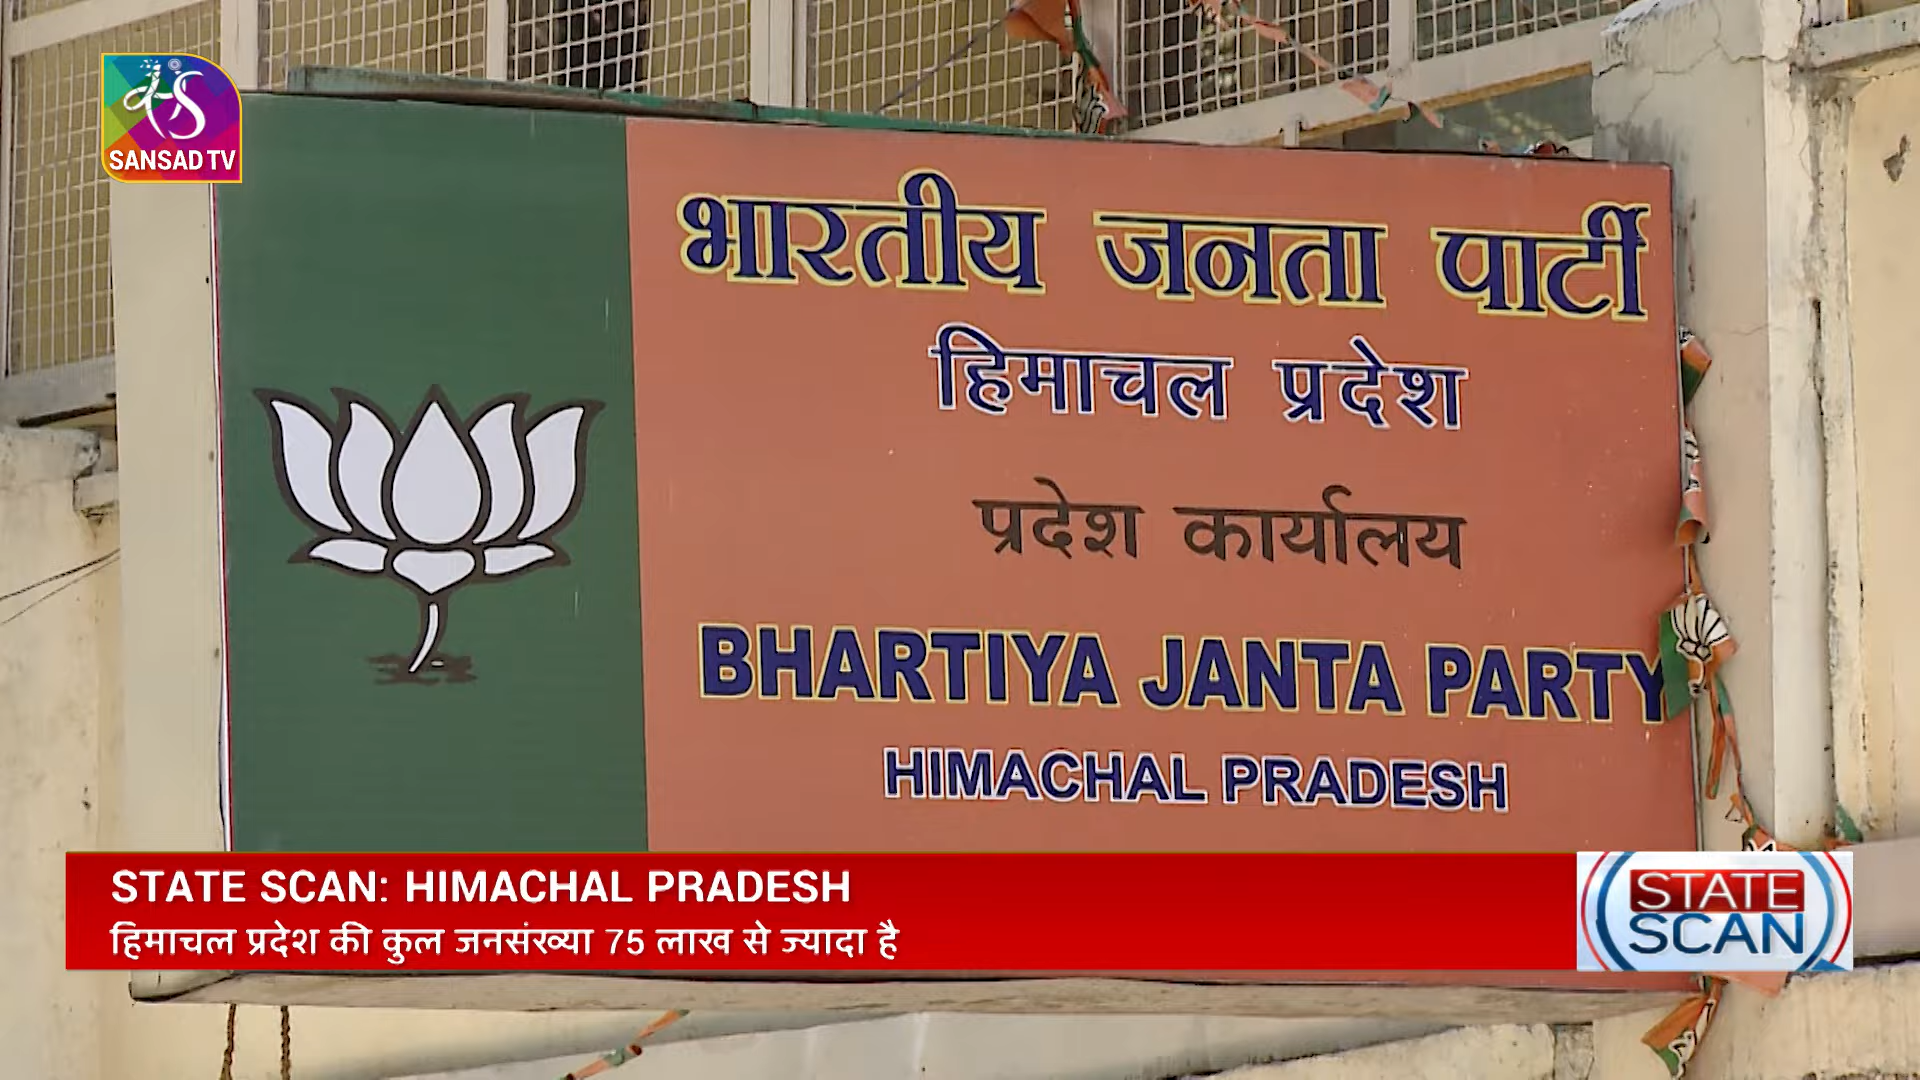 SANSAD TV
भारतीय जनता पार्टी
हिमाचल प्रदेश
प्रदेश कार्यालय
BHARTIYA JANTA PARTY
HIMACHAL PRADESH
STATE SCAN: HIMACHAL PRADESH
हिमाचल प्रदेश की कुल जनसंख्या 75 लाख से ज्यादा है
STATE
SCAN